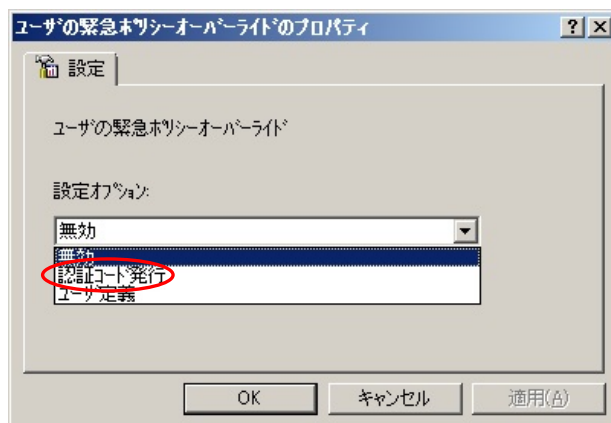 ユーザの緊急ポリシーオーバーライドのプロパティ
設定
ユーザの緊急ポリシーオーバーライド
設定オプション:
無効
無効
認証コード発行
ユーザ定義
OK
キャンセル
適用(A)